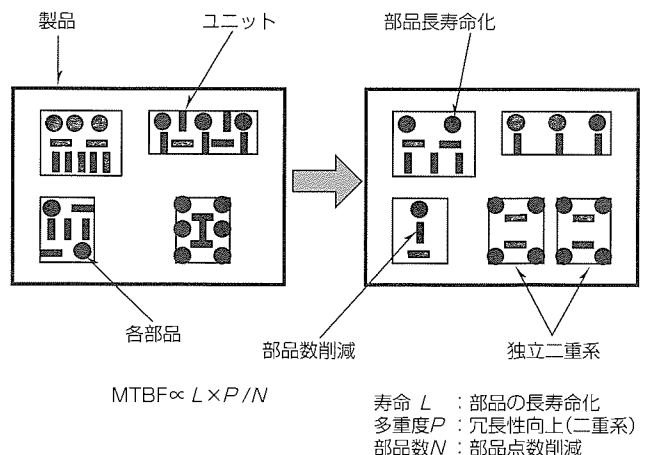 製品
ユニット
部品長寿命化
各部品
部品数削減
独立二重系
MTBF∝ L×P/N
寿命 L ：部品の長寿命化
多重度P ：冗長性向上(二重系)
部品数N ：部品点数削減